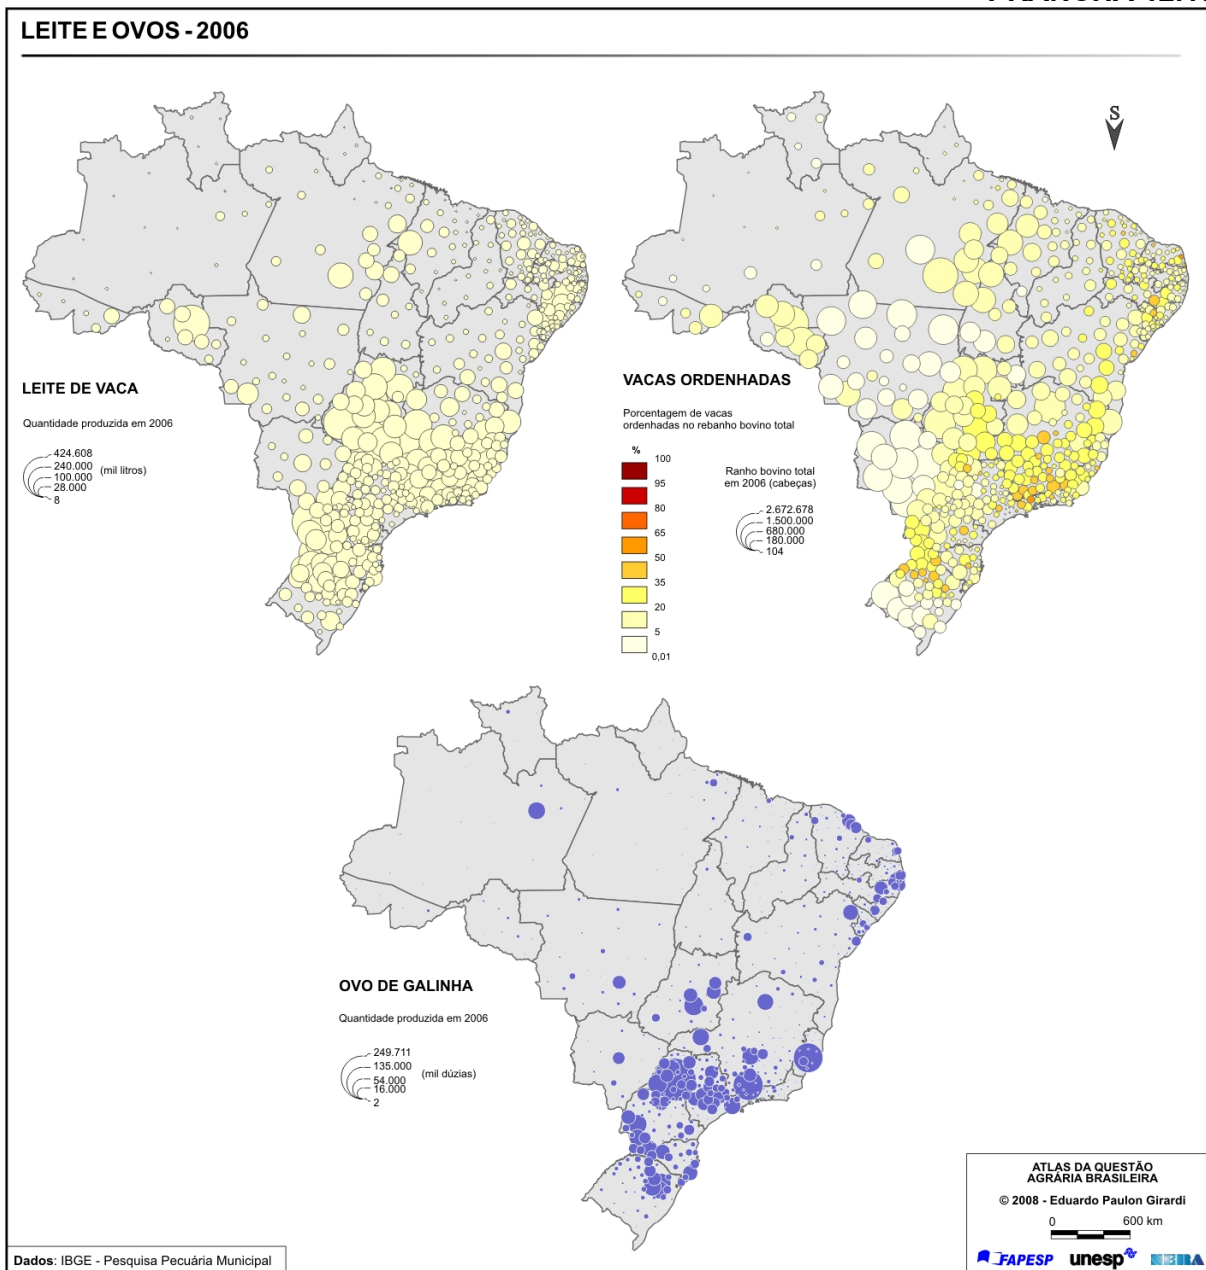 LEITE E OVOS - 2006
S
LEITE DE VACA
Quantidade produzida em 2006
424.608
240.000
100.000
28.000
8
(mil litros)
VACAS ORDENHADAS
Porcentagem de vacas
ordenhadas no rebanho bovino total
%
100
95
80
65
50
35
20
5
0,01
Ranho bovino total
em 2006 (cabeças)
2.672.678
1.500.000
680.000
180.000
104
OVO DE GALINHA
Quantidade produzida em 2006
249.711
135.000
54.000
16.000
2
(mil dúzias)
ATLAS DA QUESTÃO
AGRÁRIA BRASILEIRA
© 2008 - Eduardo Paulon Girardi
0 600 km
FAPESP unesp NERA
Dados: IBGE - Pesquisa Pecuária Municipal